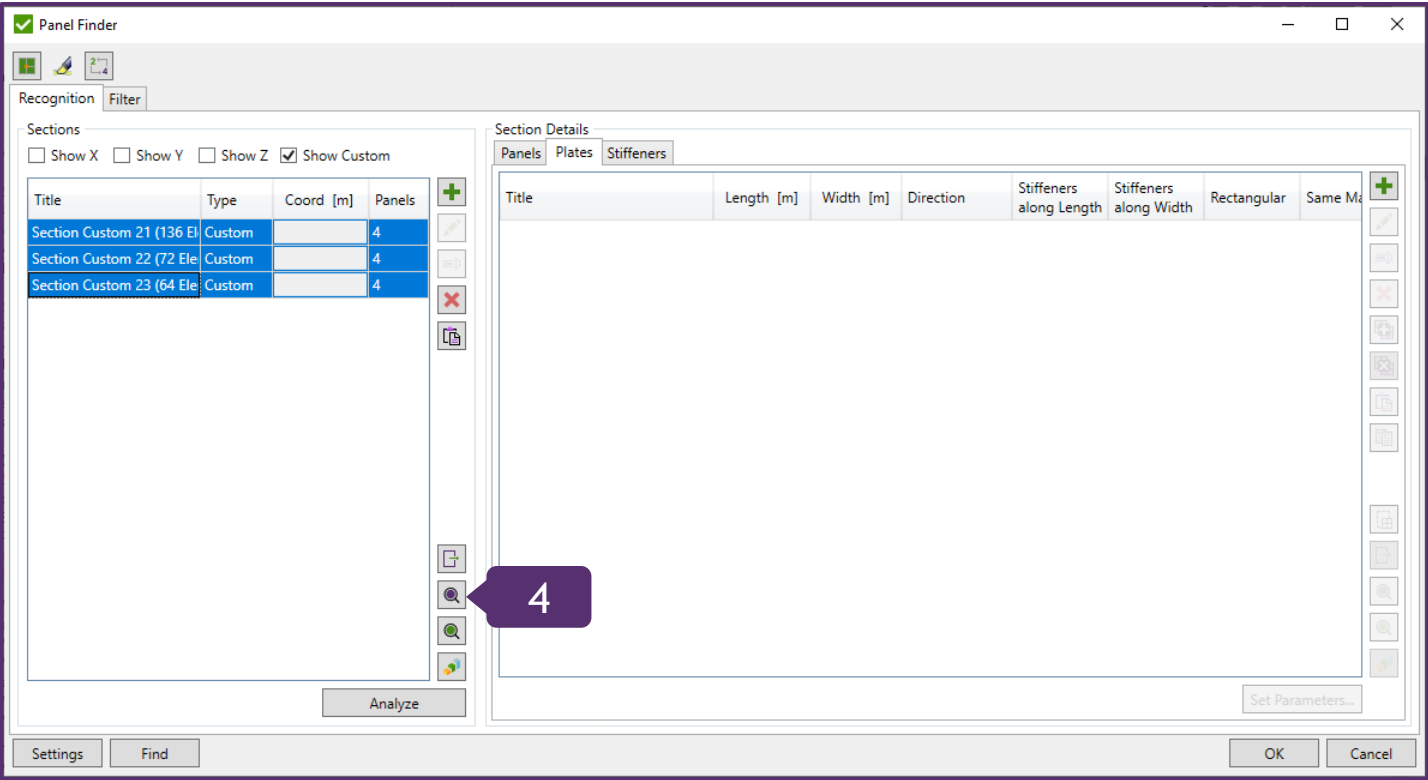 Panel Finder
2
4
Recognition Filter
Sections
Show X Show Y Show Z Show Custom
Title Type Coord [m] Panels
Section Custom 21 (136 El Custom 4
Section Custom 22 (72 Ele Custom 4
Section Custom 23 (64 Ele Custom 4
Analyze
Section Details
Panels Plates Stiffeners
Title Length [m] Width [m] Direction Stiffeners along Length Stiffeners along Width Rectangular Same Ma
4
Set Parameters...
Settings Find OK Cancel